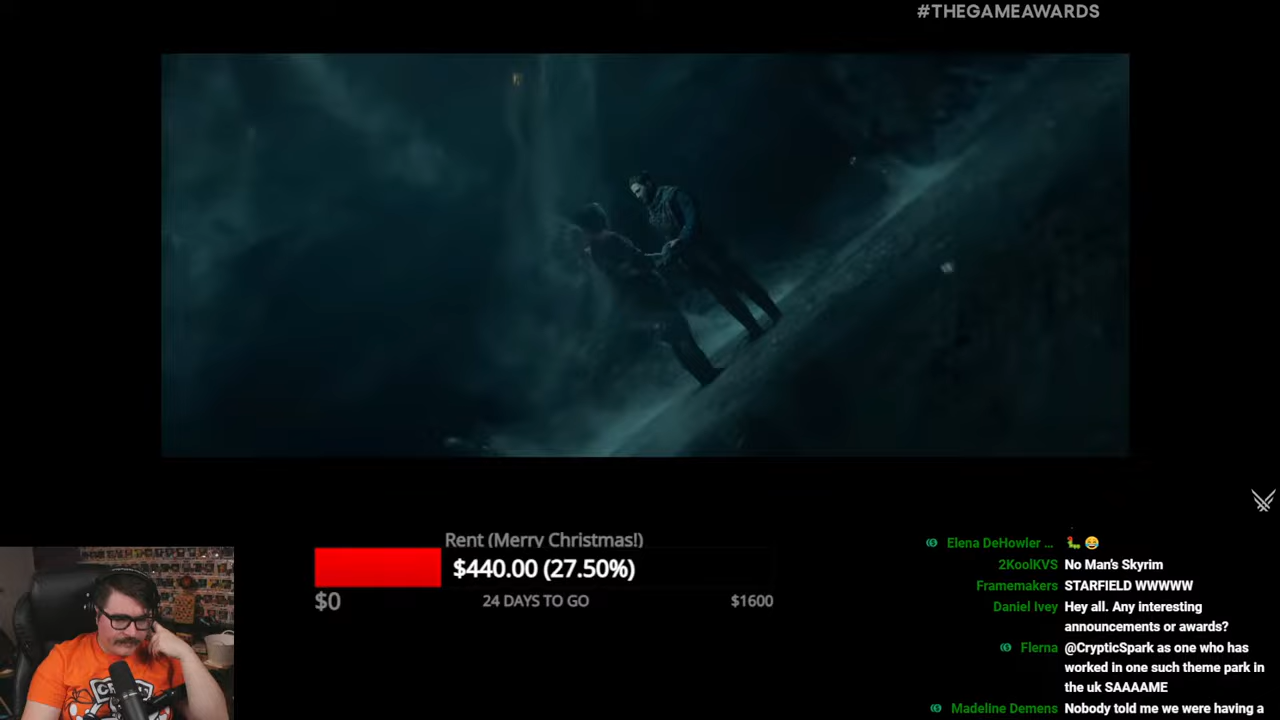 #THEGAMEAWARDS
Rent (Merry Christmas!)
$440.00 (27.50%)
$0
24 DAYS TO GO
$1600
Elena DeHowler ...
2KoolKVS No Man's Skyrim
Framemakers STARFIELD WWWWW
Daniel Ivey Hey all. Any interesting
announcements or awards?
Flerna @CrypticSpark as one who has
worked in one such theme park in
the uk SAAAAME
Madeline Demens Nobody told me we were having a